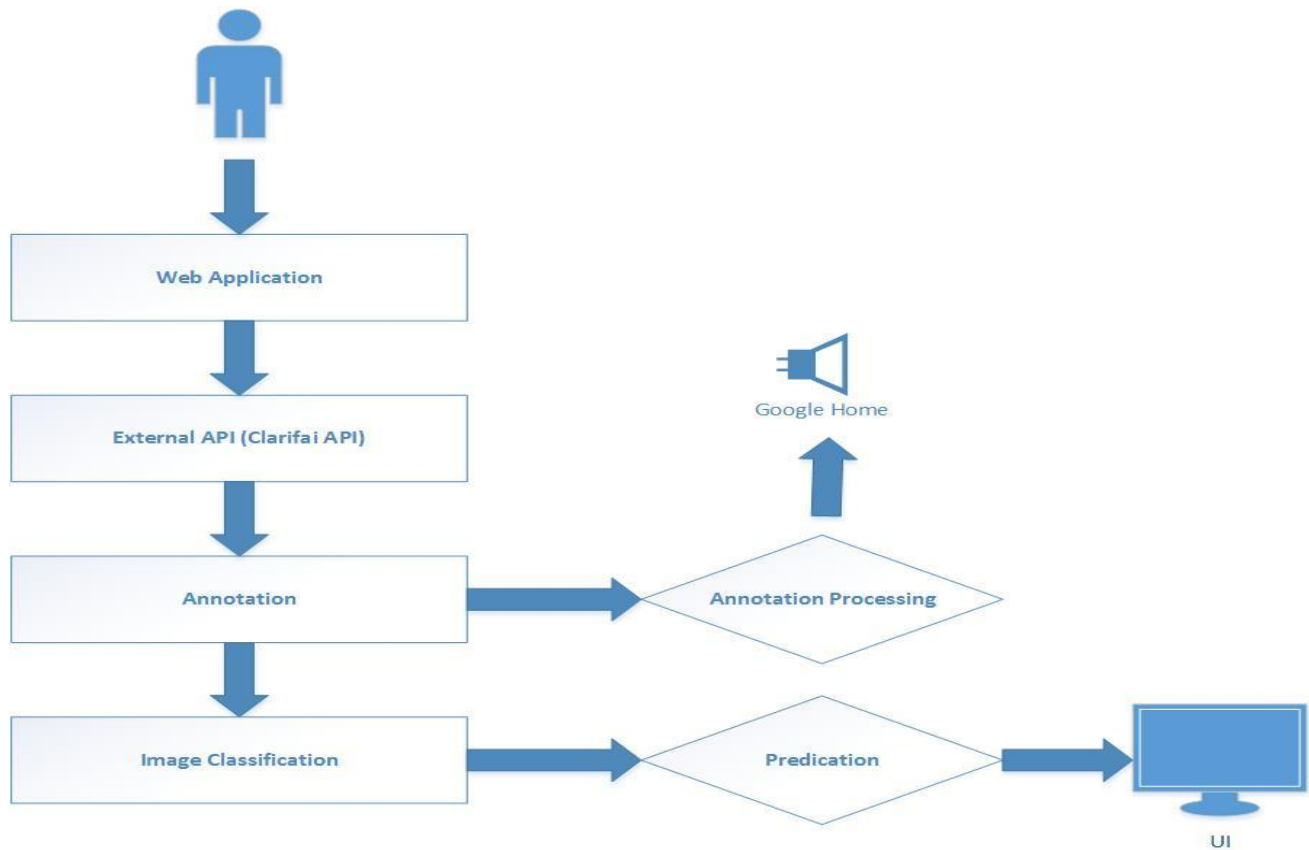 Web Application
External API (Clarifai API)
Google Home
Annotation
Annotation Processing
Image Classification
Predication
UI